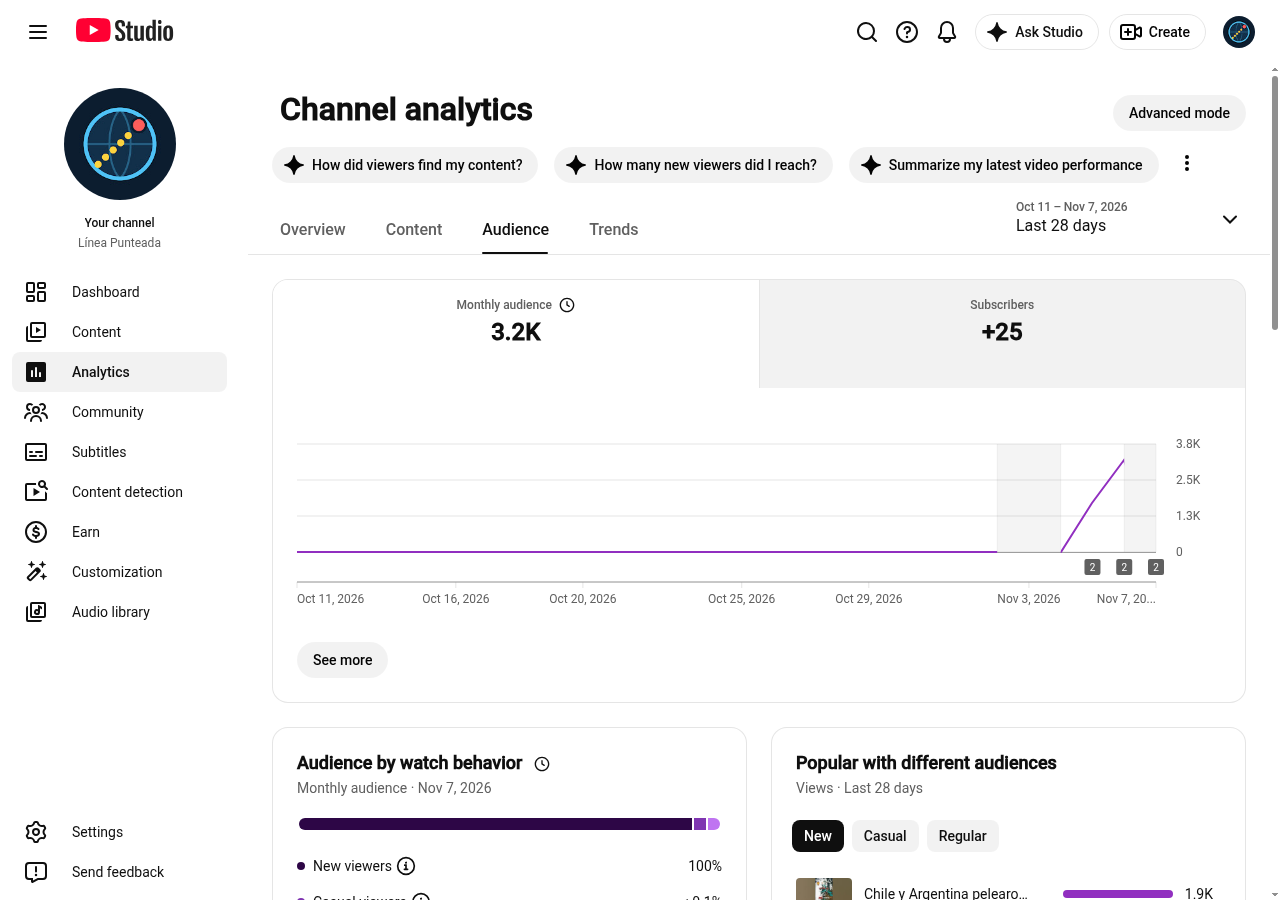 Studio
Ask Studio
Create
Your channel
Línea Punteada
Dashboard
Content
Analytics
Community
Subtitles
Content detection
Earn
Customization
Audio library
Settings
Send feedback
Channel analytics
Advanced mode
How did viewers find my content?
How many new viewers did I reach?
Summarize my latest video performance
Overview
Content
Audience
Trends
Oct 11 – Nov 7, 2026
Last 28 days
Monthly audience
3.2K
Subscribers
+25
3.8K
2.5K
1.3K
0
2
2
2
Oct 11, 2026
Oct 16, 2026
Oct 20, 2026
Oct 25, 2026
Oct 29, 2026
Nov 3, 2026
Nov 7, 20...
See more
Audience by watch behavior
Monthly audience · Nov 7, 2026
New viewers
100%
Casual viewers
Popular with different audiences
Views · Last 28 days
New
Casual
Regular
Chile y Argentina pelearo...
1.9K